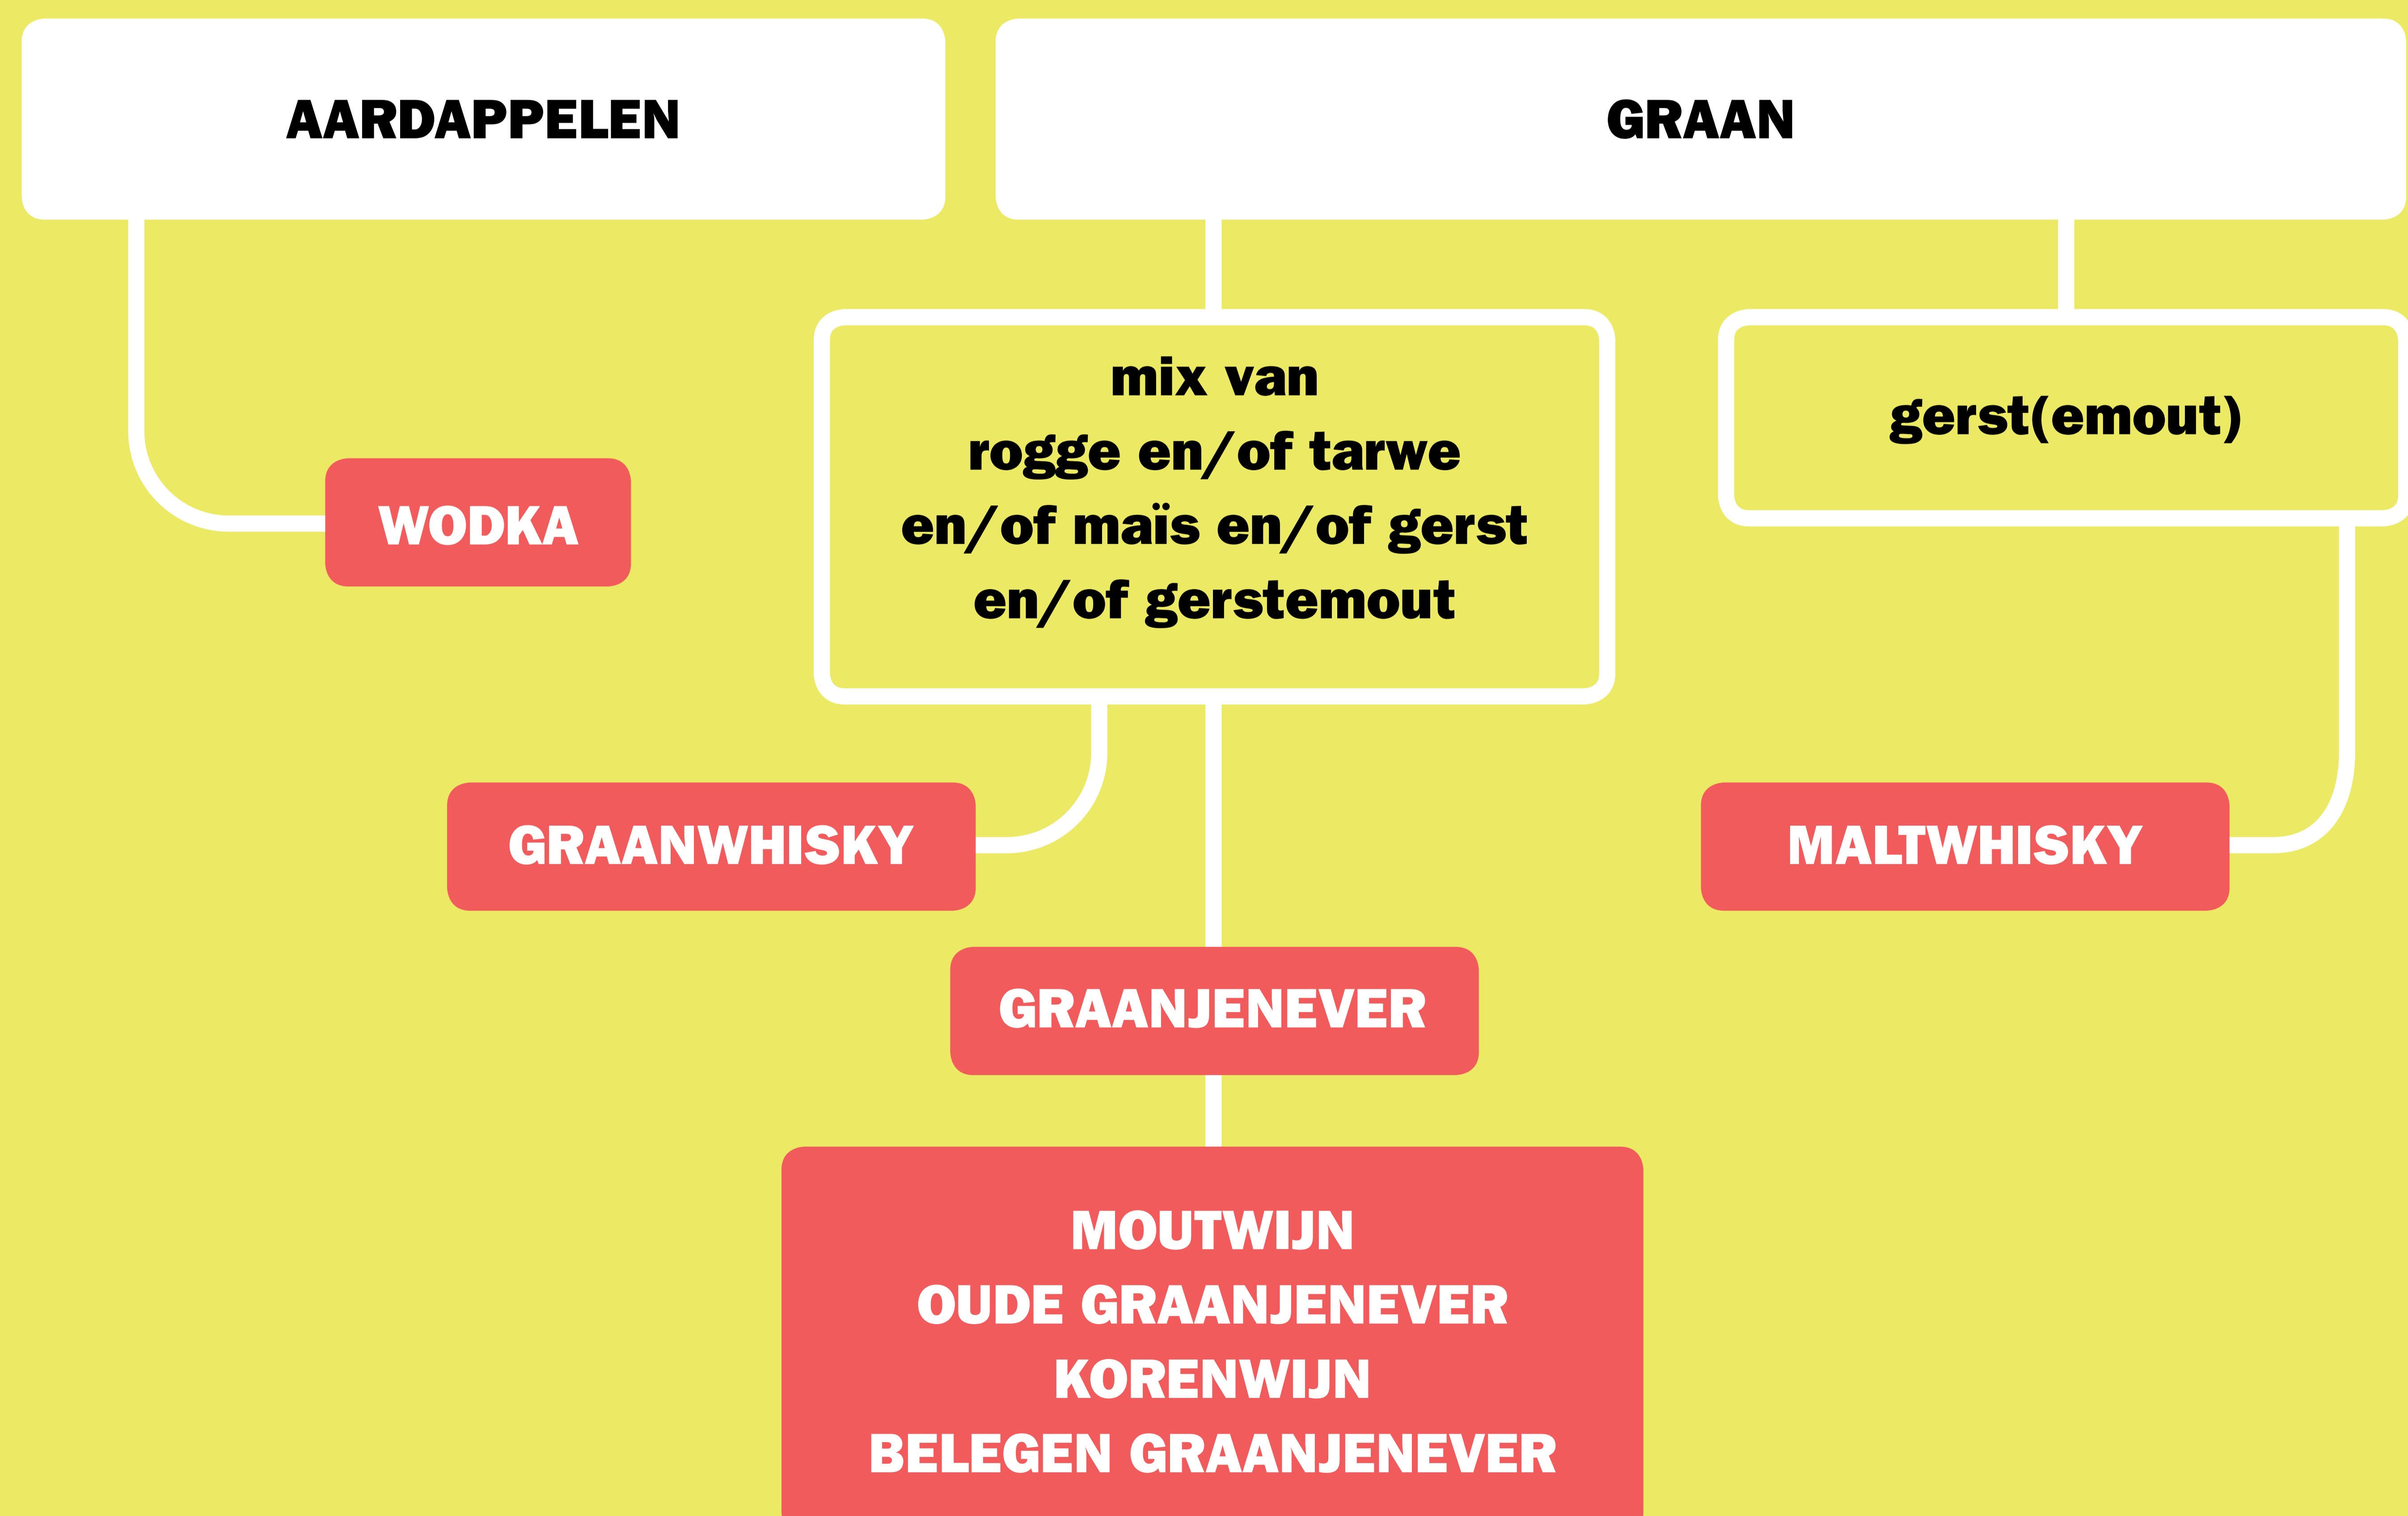 AARDAPPELEN
GRAAN
mix van
rogge en/of tarwe
en/of maïs en/of gerst
en/of gerstemout
gerst(emout)
WODKA
GRAANWHISKY
MALTWHISKY
GRAANJENEVER
MOUTWIJN
OUDE GRAANJENEVER
KORENWIJN
BELEGEN GRAANJENEVER